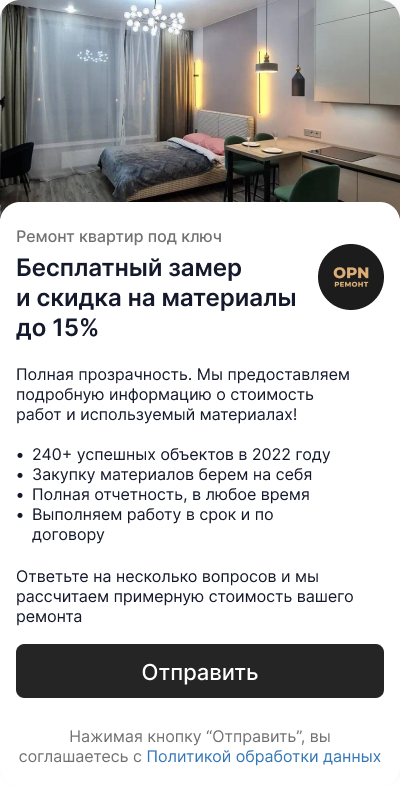 Ремонт квартир под ключ
Бесплатный замер
и скидка на материалы
до 15%
OPN
РЕМОНТ
Полная прозрачность. Мы предоставляем
подробную информацию о стоимость
работ и используемый материалах!
• 240+ успешных объектов в 2022 году
• Закупку материалов берем на себя
• Полная отчетность, в любое время
• Выполняем работу в срок и по
договору
Ответьте на несколько вопросов и мы
рассчитаем примерную стоимость вашего
ремонта
Отправить
Нажимая кнопку “Отправить”, вы
соглашаетесь с Политикой обработки данных